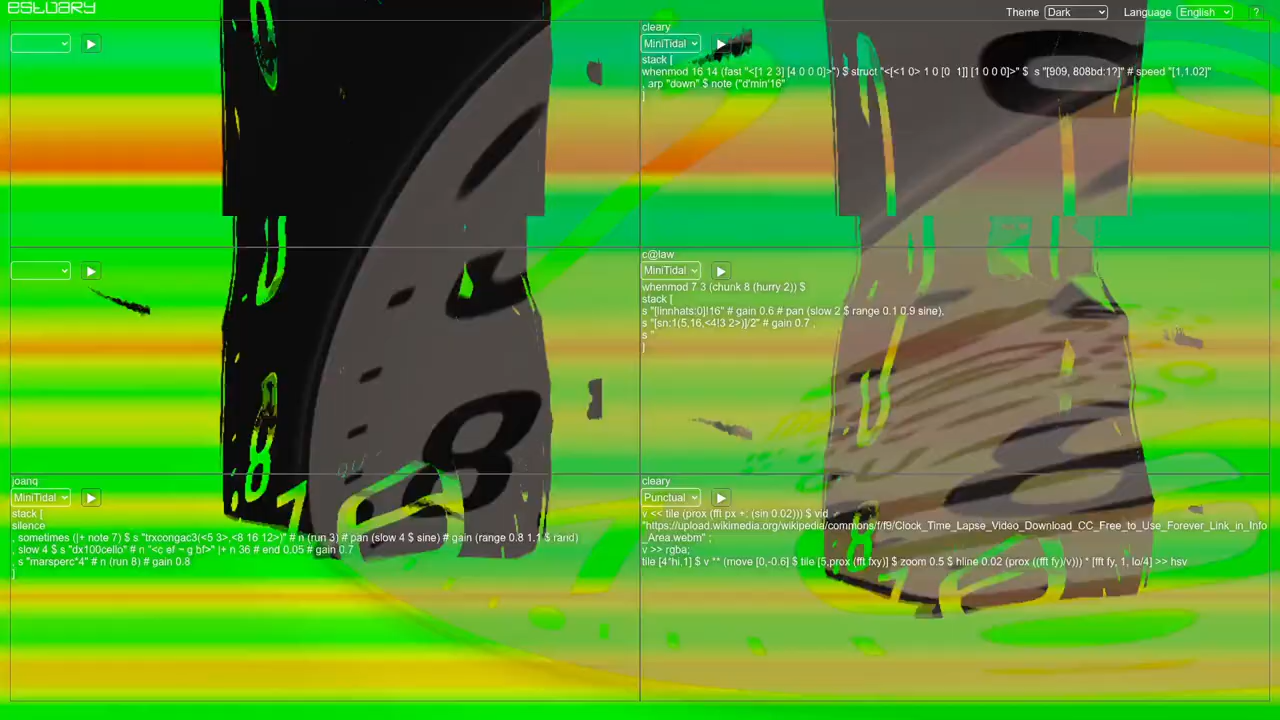 estuary
Theme Dark Language English ?
cleary
MiniTidal
stack [
whenmod 16 14 (fast "<[1 2 3] [4 0 0 0]>") $ struct "<[<1 0> 1 0 [0 1]] [1 0 0 0]>" $ s "[909, 808bd:1?]" # speed "[1,1.02]"
, arp "down" $ note ("d'min'16"
]
c@law
MiniTidal
whenmod 7 3 (chunk 8 (hurry 2)) $
stack [
s "[linnhats:0]!16" # gain 0.6 # pan (slow 2 $ range 0.1 0.9 sine),
s "[sn:1(5,16,<4!3 2>)]/2" # gain 0.7 ,
s "
]
joanq
MiniTidal
stack [
silence
, sometimes (|+ note 7) $ s "trxcongac3(<5 3>,<8 16 12>)" # n (run 3) # pan (slow 4 $ sine) # gain (range 0.8 1.1 $ rand)
, slow 4 $ s "dx100cello" # n "<c ef ~ g bf>" |+ n 36 # end 0.05 # gain 0.7
, s "marsperc*4" # n (run 8) # gain 0.8
]
cleary
Punctual
v << tile (prox (fft px +: (sin 0.02))) $ vid
"https://upload.wikimedia.org/wikipedia/commons/f/f9/Clock_Time_Lapse_Video_Download_CC_Free_to_Use_Forever_Link_in_Info
_Area.webm" ;
v >> rgba;
tile [4*hi,1] $ v ** (move [0,-0.6] $ tile [5,prox (fft fxy)] $ zoom 0.5 $ hline 0.02 (prox ((fft fy)/v))) * [fft fy, 1, lo/4] >> hsv
8
8